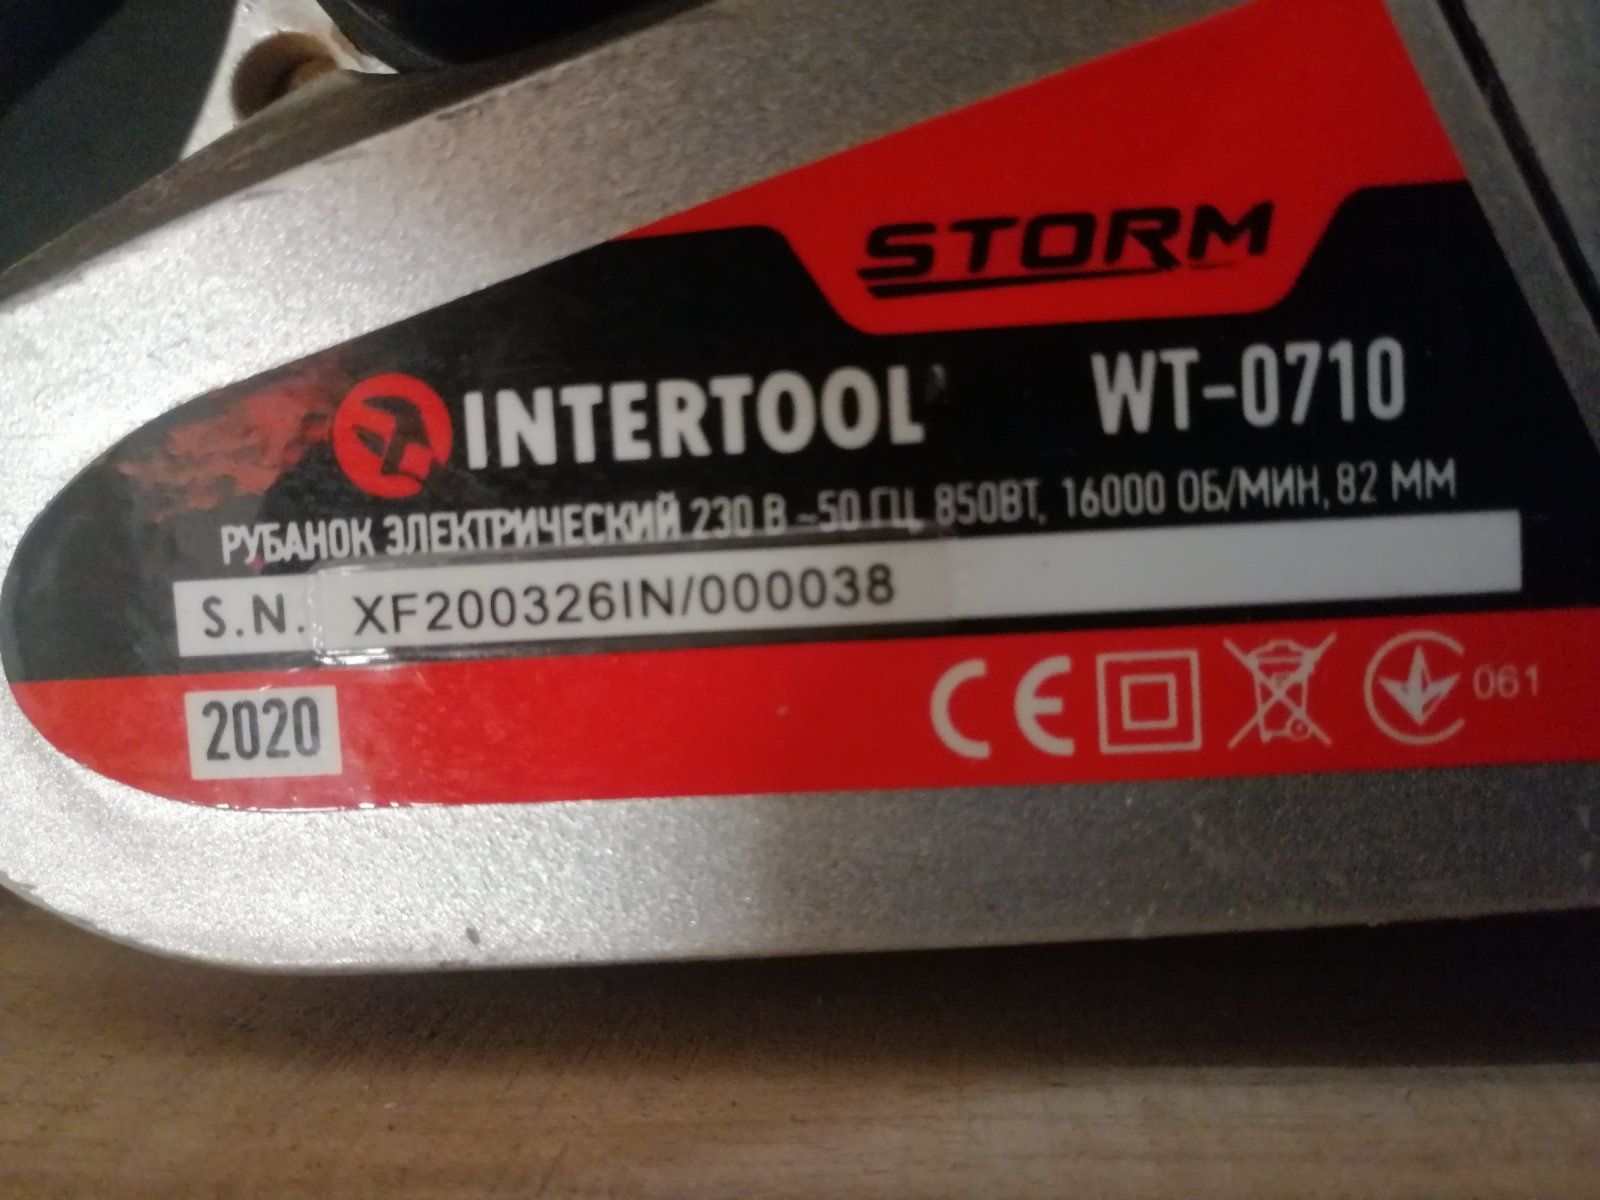 STORM
INTERTOOL WT-0710
РУБАНОК ЭЛЕКТРИЧЕСКИЙ 230 В ~50 ГЦ, 850ВТ, 16000 ОБ/МИН, 82 ММ
S.N. XF200326IN/000038
2020
CE 061